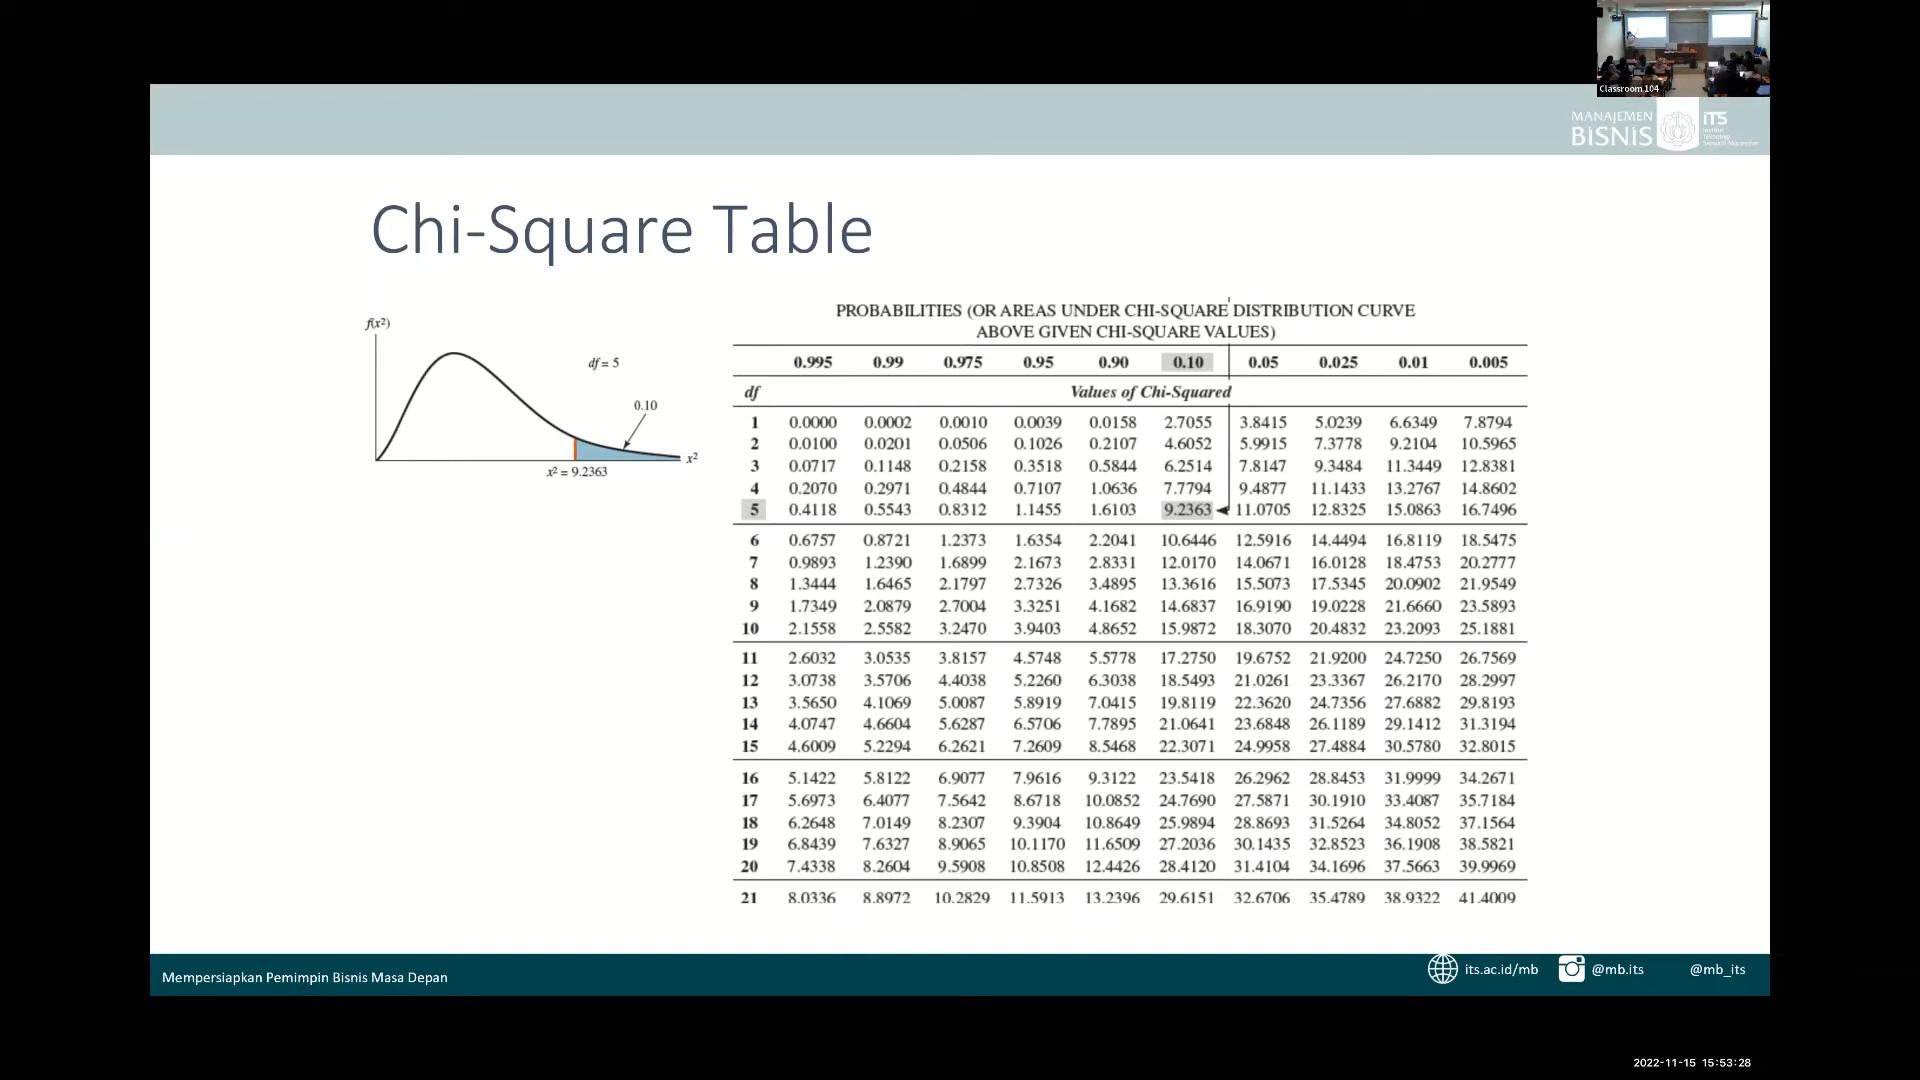 Classroom 104
MANAJEMEN
BISNIS
iTS
Institut
Teknologi
Sepuluh Nopember
Chi-Square Table
f(x²)
df = 5
0.10
x²
x² = 9.2363
PROBABILITIES (OR AREAS UNDER CHI-SQUARE DISTRIBUTION CURVE
ABOVE GIVEN CHI-SQUARE VALUES)
0.995 0.99 0.975 0.95 0.90 0.10 0.05 0.025 0.01 0.005
df Values of Chi-Squared
1 0.0000 0.0002 0.0010 0.0039 0.0158 2.7055 3.8415 5.0239 6.6349 7.8794
2 0.0100 0.0201 0.0506 0.1026 0.2107 4.6052 5.9915 7.3778 9.2104 10.5965
3 0.0717 0.1148 0.2158 0.3518 0.5844 6.2514 7.8147 9.3484 11.3449 12.8381
4 0.2070 0.2971 0.4844 0.7107 1.0636 7.7794 9.4877 11.1433 13.2767 14.8602
5 0.4118 0.5543 0.8312 1.1455 1.6103 9.2363 11.0705 12.8325 15.0863 16.7496
6 0.6757 0.8721 1.2373 1.6354 2.2041 10.6446 12.5916 14.4494 16.8119 18.5475
7 0.9893 1.2390 1.6899 2.1673 2.8331 12.0170 14.0671 16.0128 18.4753 20.2777
8 1.3444 1.6465 2.1797 2.7326 3.4895 13.3616 15.5073 17.5345 20.0902 21.9549
9 1.7349 2.0879 2.7004 3.3251 4.1682 14.6837 16.9190 19.0228 21.6660 23.5893
10 2.1558 2.5582 3.2470 3.9403 4.8652 15.9872 18.3070 20.4832 23.2093 25.1881
11 2.6032 3.0535 3.8157 4.5748 5.5778 17.2750 19.6752 21.9200 24.7250 26.7569
12 3.0738 3.5706 4.4038 5.2260 6.3038 18.5493 21.0261 23.3367 26.2170 28.2997
13 3.5650 4.1069 5.0087 5.8919 7.0415 19.8119 22.3620 24.7356 27.6882 29.8193
14 4.0747 4.6604 5.6287 6.5706 7.7895 21.0641 23.6848 26.1189 29.1412 31.3194
15 4.6009 5.2294 6.2621 7.2609 8.5468 22.3071 24.9958 27.4884 30.5780 32.8015
16 5.1422 5.8122 6.9077 7.9616 9.3122 23.5418 26.2962 28.8453 31.9999 34.2671
17 5.6973 6.4077 7.5642 8.6718 10.0852 24.7690 27.5871 30.1910 33.4087 35.7184
18 6.2648 7.0149 8.2307 9.3904 10.8649 25.9894 28.8693 31.5264 34.8052 37.1564
19 6.8439 7.6327 8.9065 10.1170 11.6509 27.2036 30.1435 32.8523 36.1908 38.5821
20 7.4338 8.2604 9.5908 10.8508 12.4426 28.4120 31.4104 34.1696 37.5663 39.9969
21 8.0336 8.8972 10.2829 11.5913 13.2396 29.6151 32.6706 35.4789 38.9322 41.4009
Mempersiapkan Pemimpin Bisnis Masa Depan
its.ac.id/mb @mb.its @mb_its
2022-11-15 15:53:28